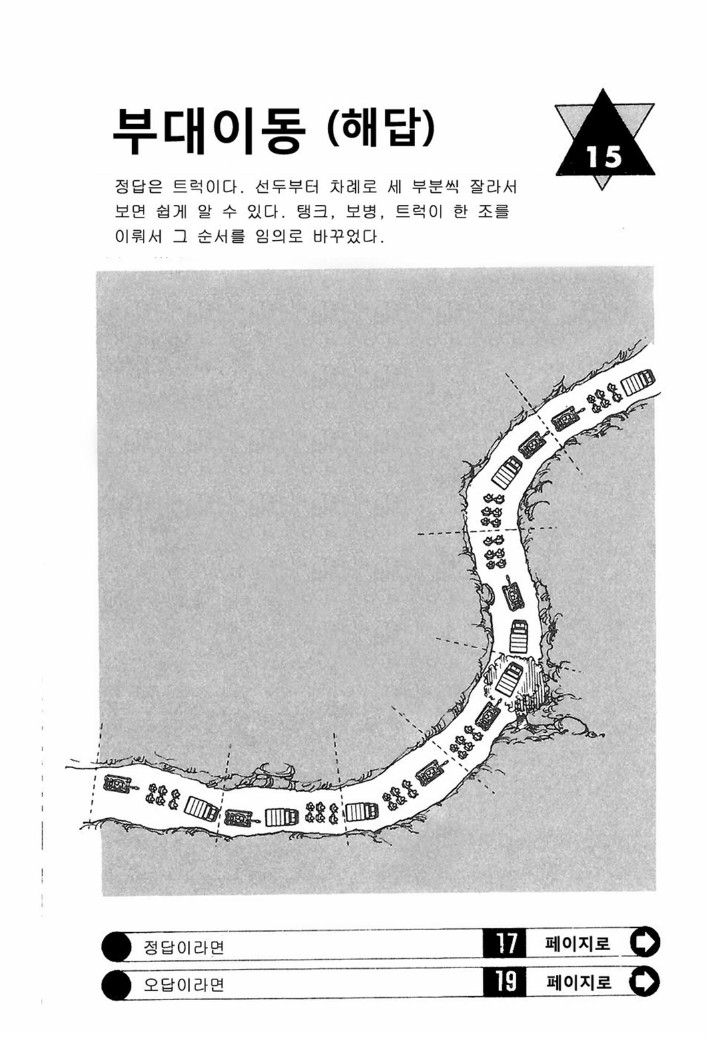 부대이동 (해답)
15
정답은 트럭이다. 선두부터 차례로 세 부분씩 잘라서
보면 쉽게 알 수 있다. 탱크, 보병, 트럭이 한 조를
이뤄서 그 순서를 임의로 바꾸었다.
정답이라면 17 페이지로
오답이라면 19 페이지로